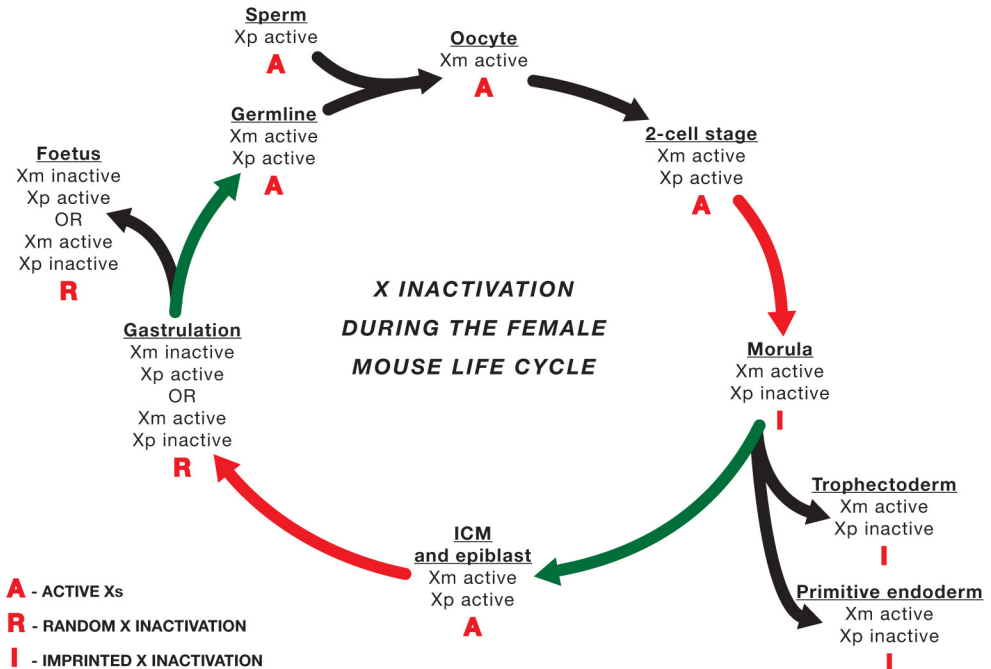 Sperm
Xp active
A
Oocyte
Xm active
A
Germline
Xm active
Xp active
A
2-cell stage
Xm active
Xp active
A
Foetus
Xm inactive
Xp active
OR
Xm active
Xp inactive
R
X INACTIVATION
DURING THE FEMALE
MOUSE LIFE CYCLE
Gastrulation
Xm inactive
Xp active
OR
Xm active
Xp inactive
R
Morula
Xm active
Xp inactive
I
Trophectoderm
Xm active
Xp inactive
I
ICM
and epiblast
Xm active
Xp active
A
Primitive endoderm
Xm active
Xp inactive
I
A - ACTIVE Xs
R - RANDOM X INACTIVATION
I - IMPRINTED X INACTIVATION